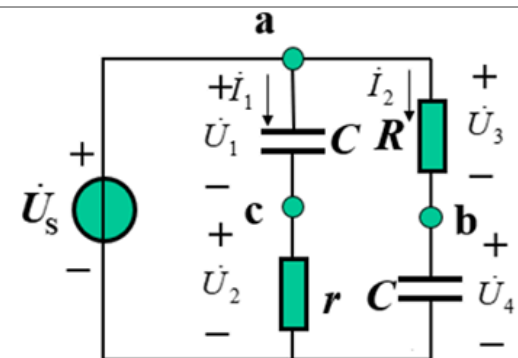 a
+ İ₁ İ₂ +
U̇₁ C R U̇₃
+ − −
U̇S c b
+ +
− U̇₂ r C U̇₄
− −